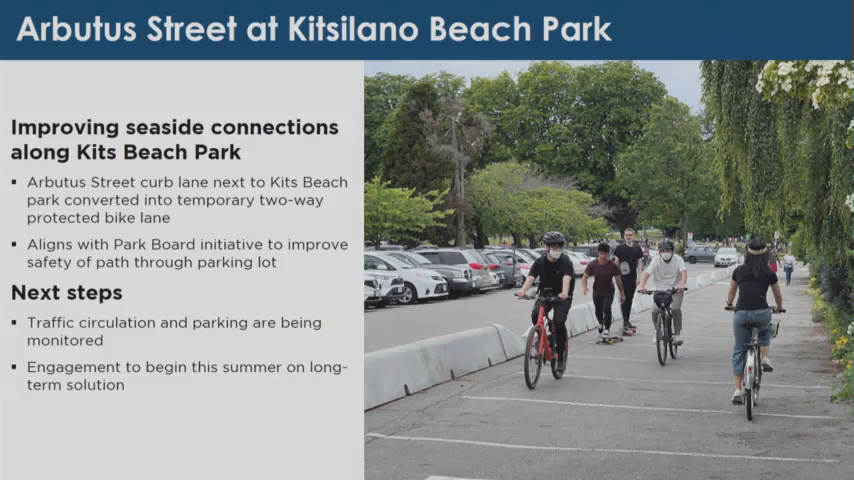 Arbutus Street at Kitsilano Beach Park
Improving seaside connections
along Kits Beach Park
▪ Arbutus Street curb lane next to Kits Beach
park converted into temporary two-way
protected bike lane
▪ Aligns with Park Board initiative to improve
safety of path through parking lot
Next steps
▪ Traffic circulation and parking are being
monitored
▪ Engagement to begin this summer on long-
term solution